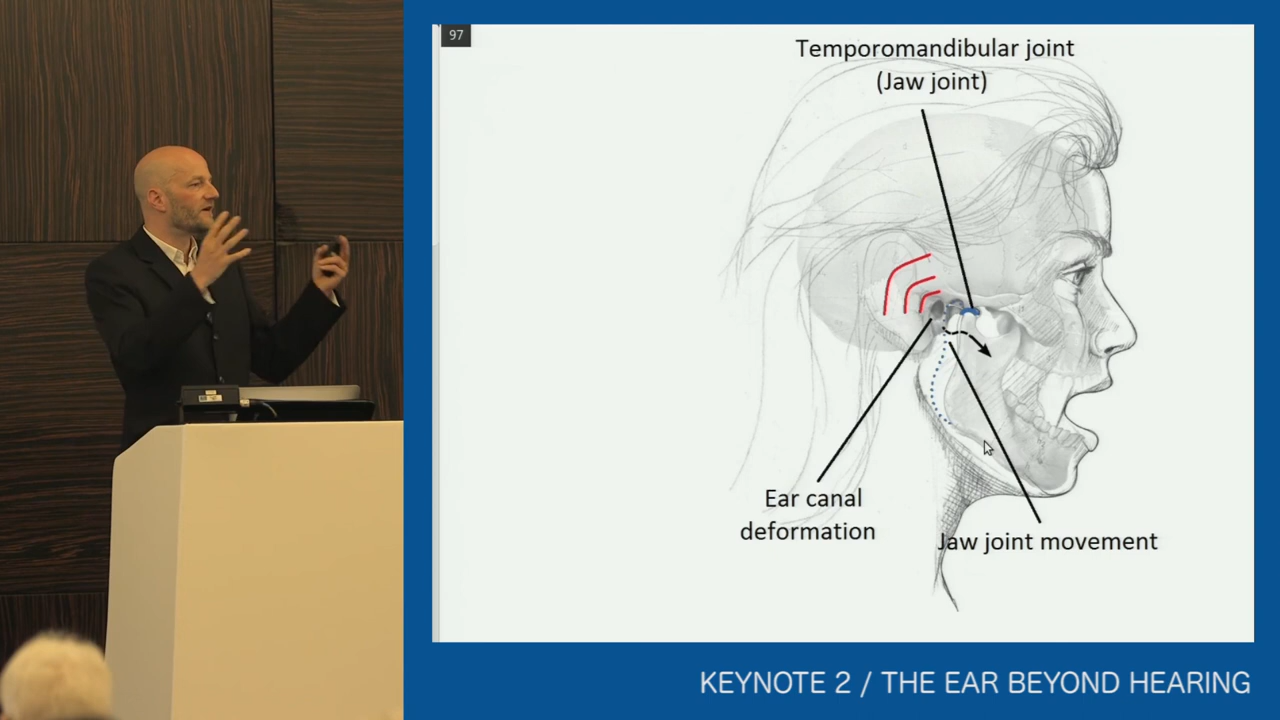 97
Temporomandibular joint
(Jaw joint)
Ear canal
deformation
Jaw joint movement
KEYNOTE 2 / THE EAR BEYOND HEARING